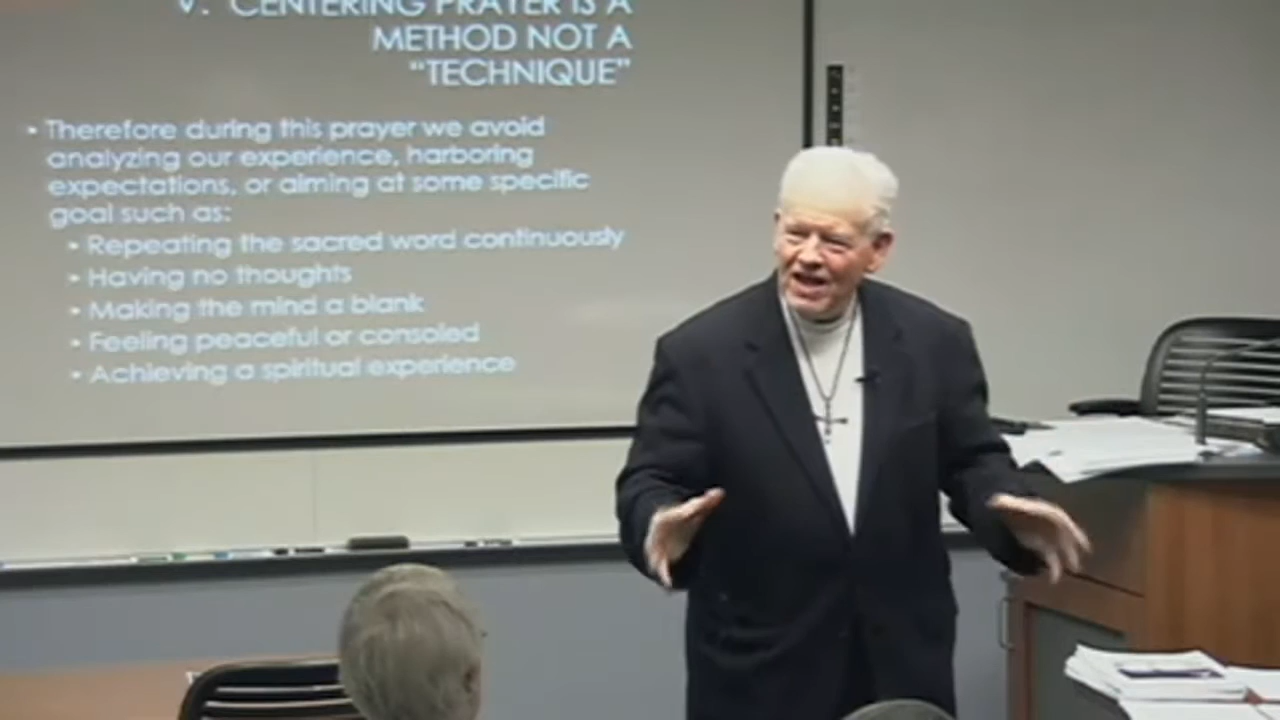 V. CENTERING PRAYER IS A
METHOD NOT A
“TECHNIQUE”
• Therefore during this prayer we avoid
analyzing our experience, harboring
expectations, or aiming at some specific
goal such as:
• Repeating the sacred word continuously
• Having no thoughts
• Making the mind a blank
• Feeling peaceful or consoled
• Achieving a spiritual experience